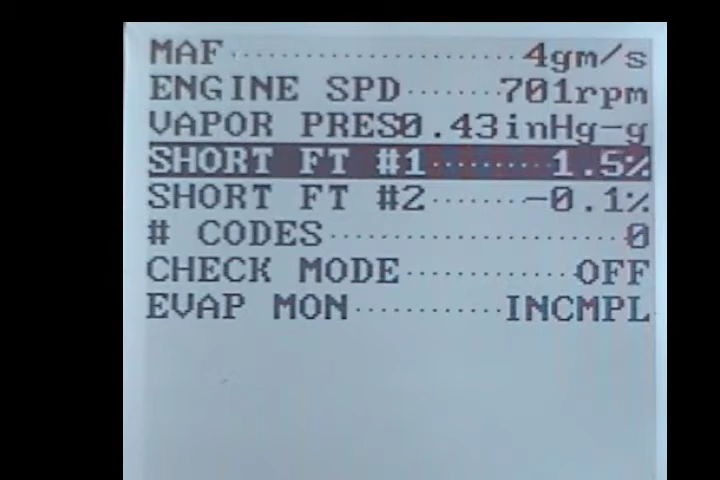 MAF·······················4gm/s
ENGINE SPD········701rpm
VAPOR PRES0.43inHg-g
SHORT FT #1·········1.5%
SHORT FT #2·······-0.1%
# CODES·······················0
CHECK MODE·············OFF
EVAP MON···········INCMPL